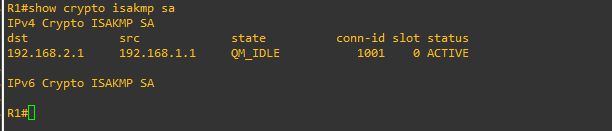 R1#show crypto isakmp sa
IPv4 Crypto ISAKMP SA
dst             src             state          conn-id slot status
192.168.2.1     192.168.1.1     QM_IDLE           1001    0 ACTIVE
IPv6 Crypto ISAKMP SA
R1#